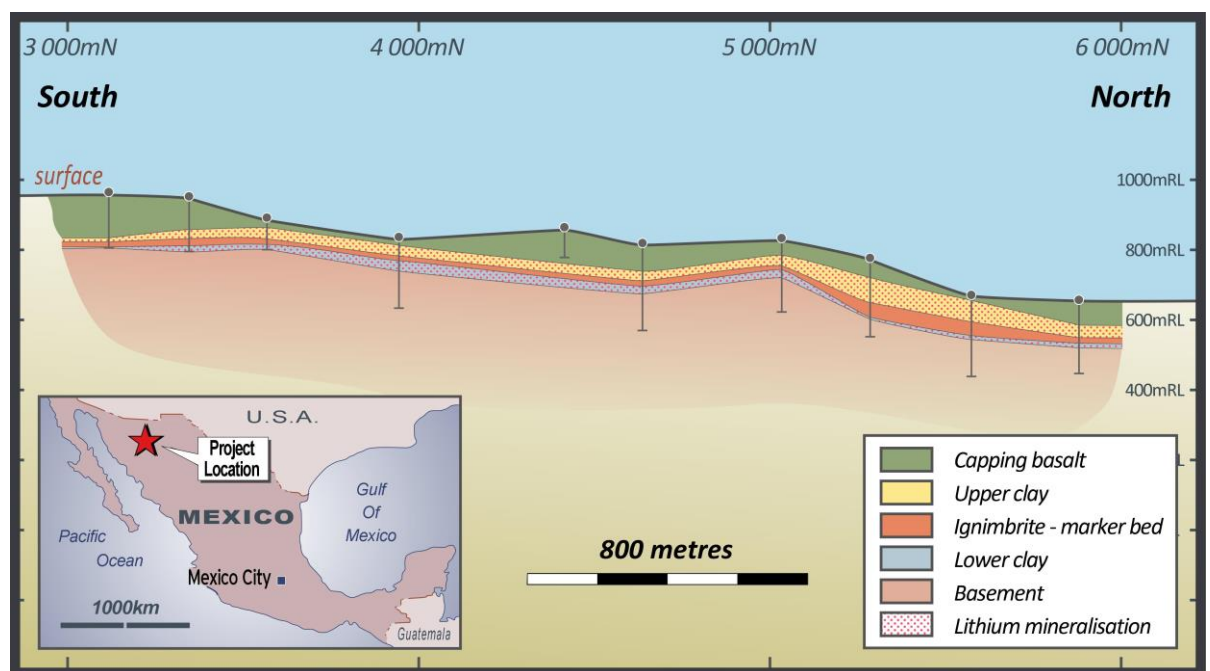 3 000mN 4 000mN 5 000mN 6 000mN
South North
surface
1000mRL
800mRL
600mRL
400mRL
U.S.A.
Project
Location
MEXICO
Gulf
Of
Mexico
Pacific
Ocean
Mexico City
1000km
Guatemala
800 metres
Capping basalt
Upper clay
Ignimbrite - marker bed
Lower clay
Basement
Lithium mineralisation